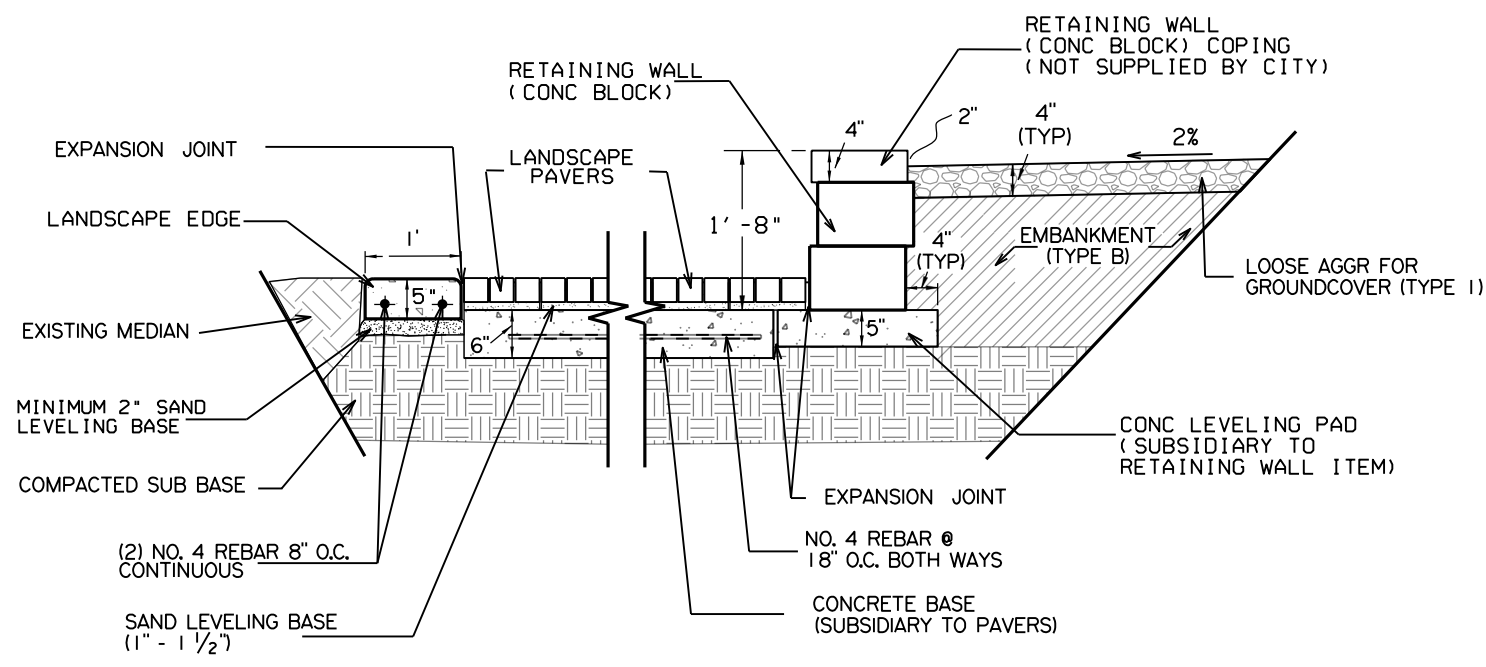 RETAINING WALL
(CONC BLOCK) COPING
(NOT SUPPLIED BY CITY)
RETAINING WALL
(CONC BLOCK)
2"
4"
(TYP)
4"
2%
EXPANSION JOINT
LANDSCAPE
PAVERS
LANDSCAPE EDGE
1'
1'-8"
4"
(TYP)
EMBANKMENT
(TYPE B)
LOOSE AGGR FOR
GROUNDCOVER (TYPE 1)
5"
EXISTING MEDIAN
6"
5"
MINIMUM 2" SAND
LEVELING BASE
CONC LEVELING PAD
(SUBSIDIARY TO
RETAINING WALL ITEM)
COMPACTED SUB BASE
EXPANSION JOINT
(2) NO. 4 REBAR 8" O.C.
CONTINUOUS
NO. 4 REBAR @
18" O.C. BOTH WAYS
SAND LEVELING BASE
(1" - 1 1/2")
CONCRETE BASE
(SUBSIDIARY TO PAVERS)